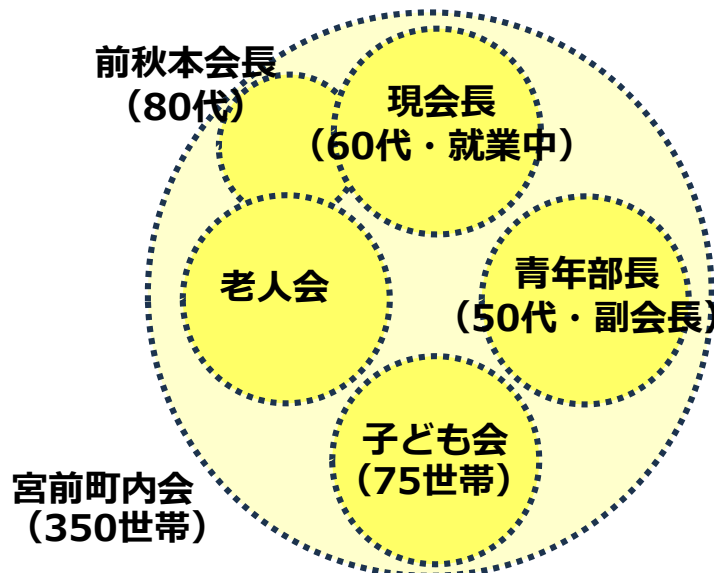 前秋本会長
（80代）
現会長
（60代・就業中）
老人会
青年部長
（50代・副会長）
子ども会
（75世帯）
宮前町内会
（350世帯）